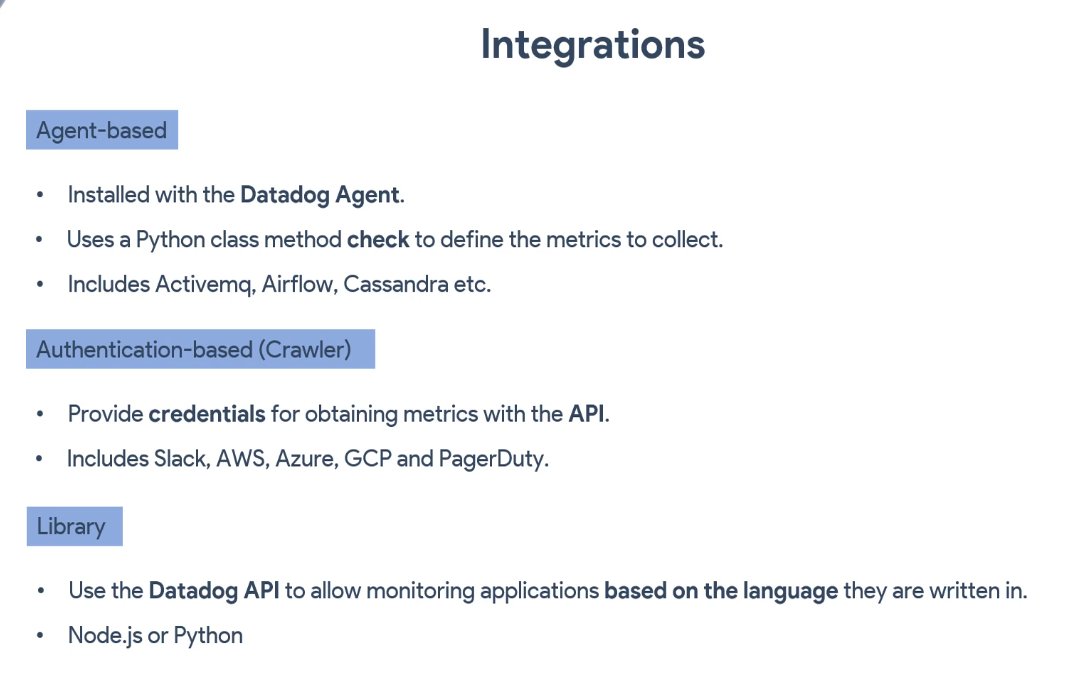 Integrations
Agent-based
• Installed with the Datadog Agent.
• Uses a Python class method check to define the metrics to collect.
• Includes Activemq, Airflow, Cassandra etc.
Authentication-based (Crawler)
• Provide credentials for obtaining metrics with the API.
• Includes Slack, AWS, Azure, GCP and PagerDuty.
Library
• Use the Datadog API to allow monitoring applications based on the language they are written in.
• Node.js or Python